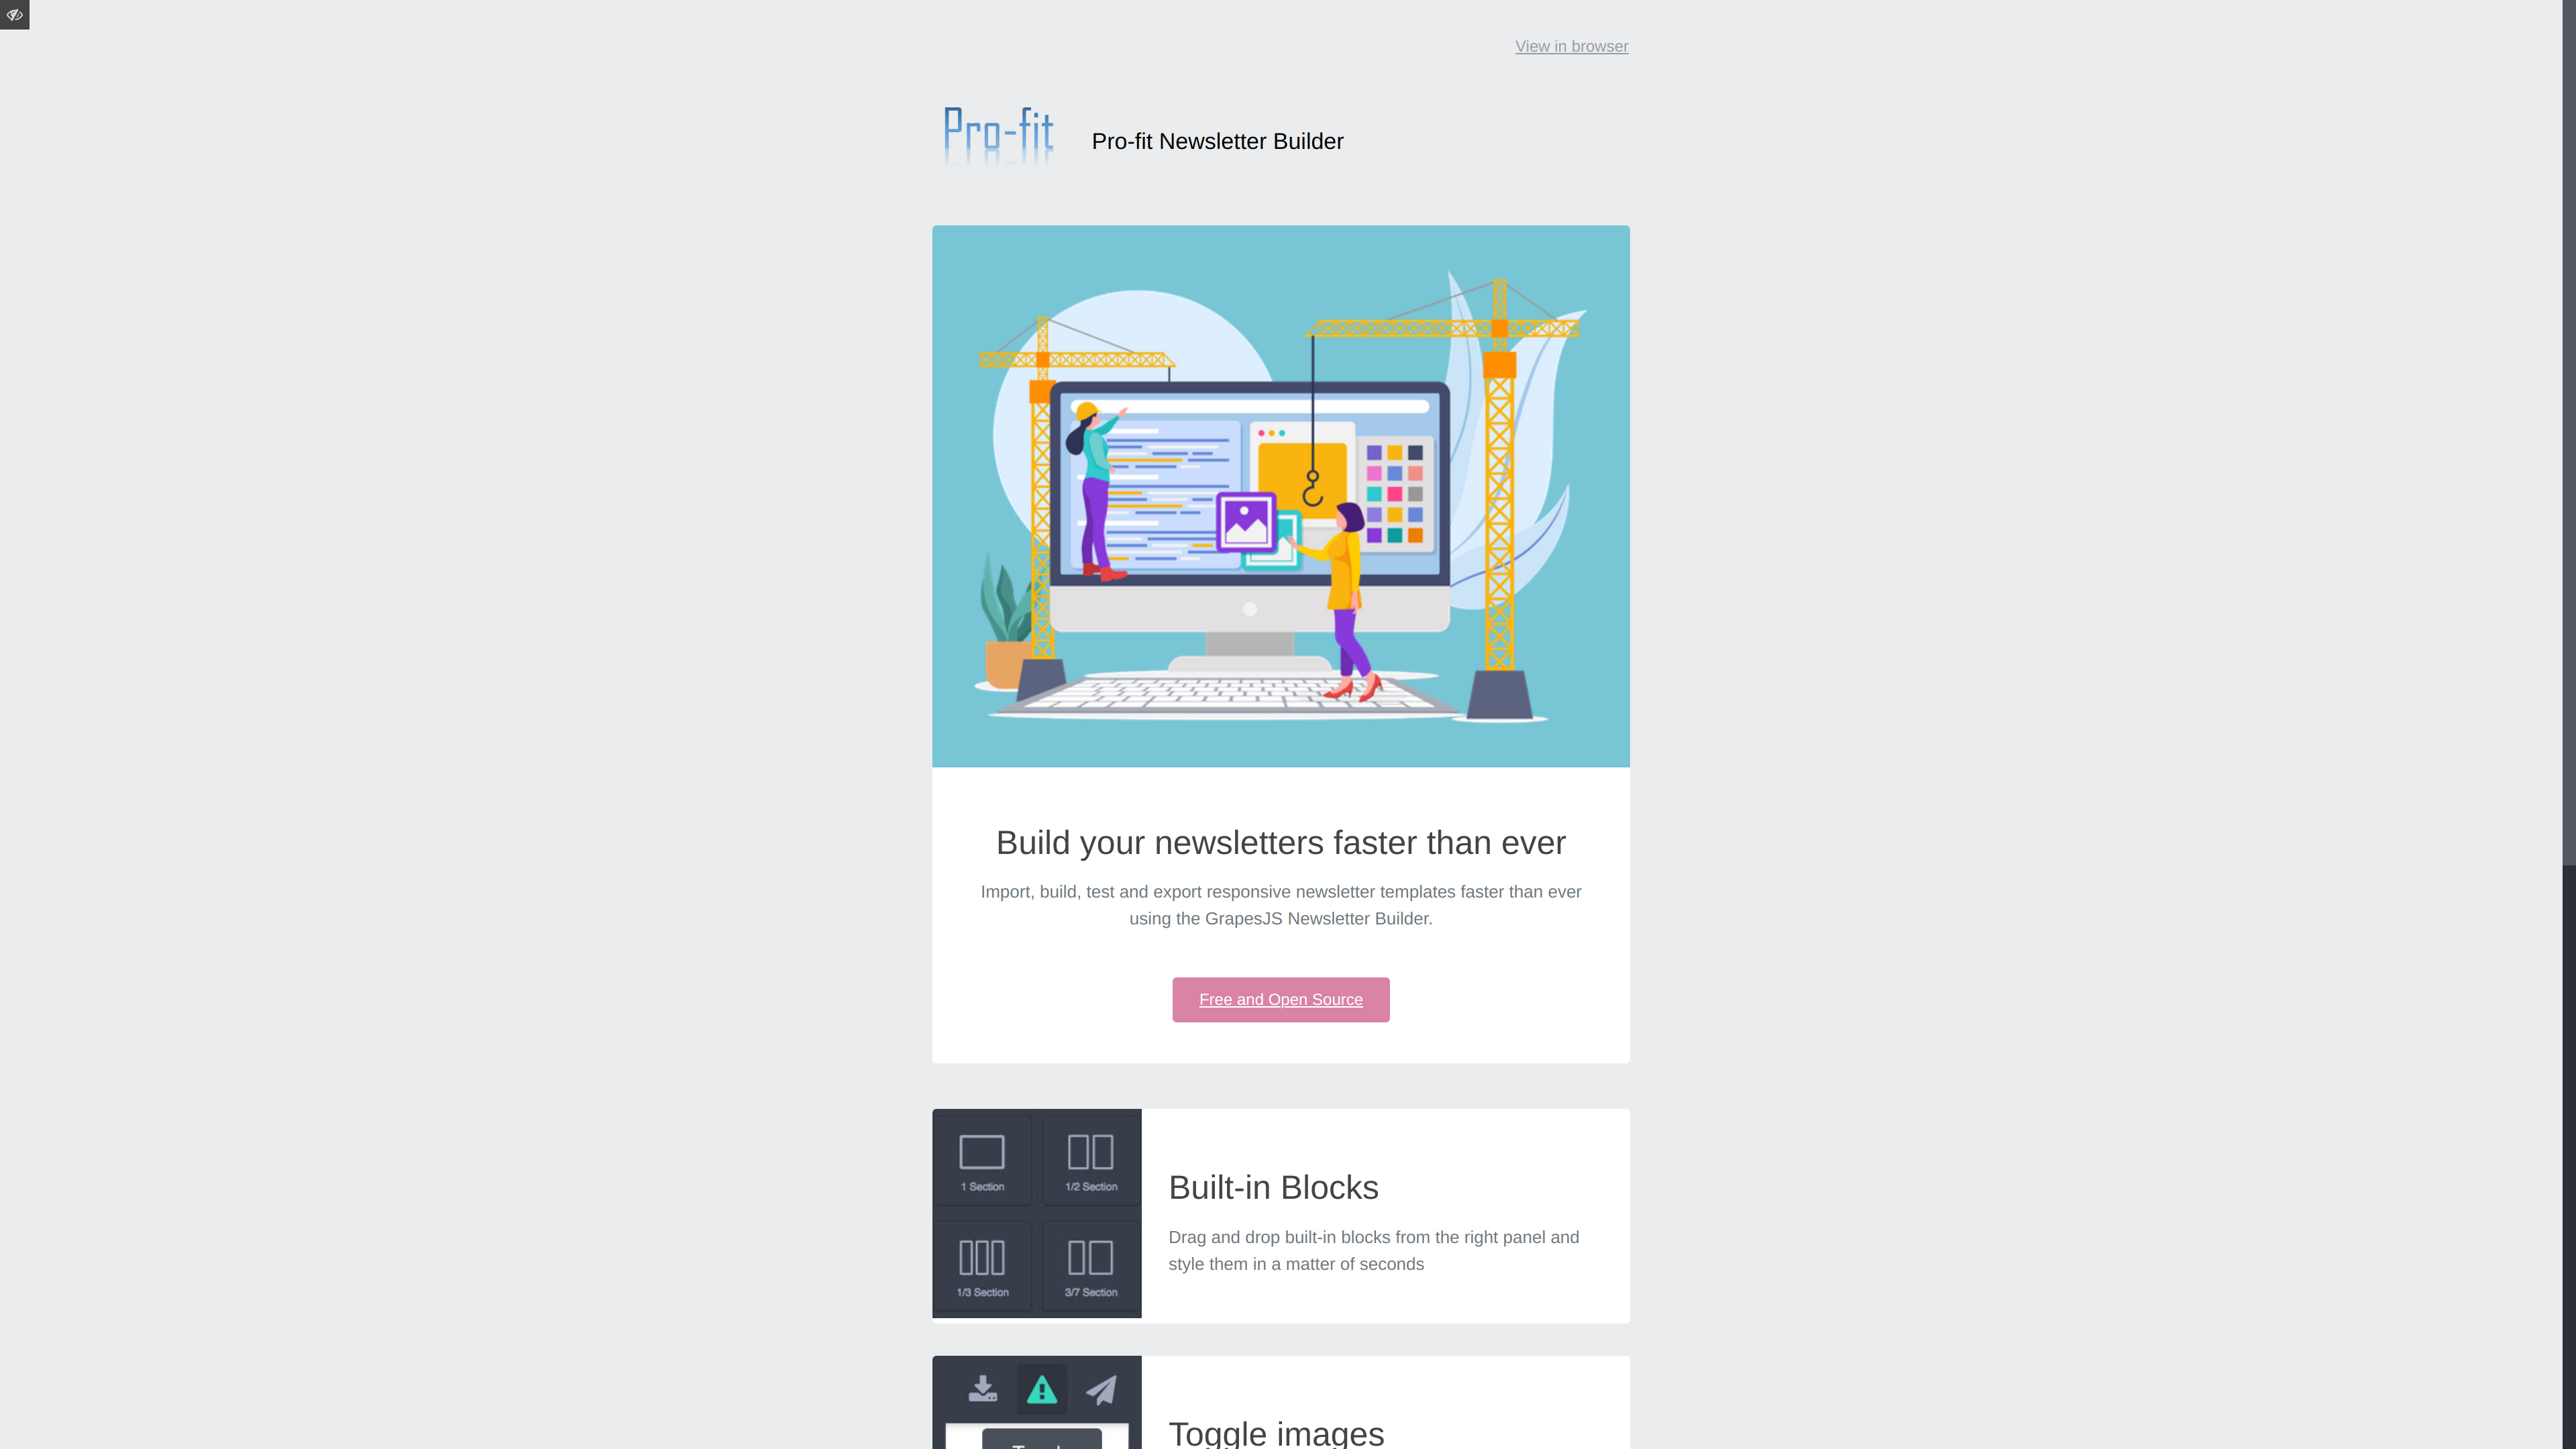 View in browser
Pro-fit
Pro-fit Newsletter Builder
Build your newsletters faster than ever
Import, build, test and export responsive newsletter templates faster than ever
using the GrapesJS Newsletter Builder.
Free and Open Source
1 Section
1/2 Section
1/3 Section
3/7 Section
Built-in Blocks
Drag and drop built-in blocks from the right panel and
style them in a matter of seconds
Toggle images